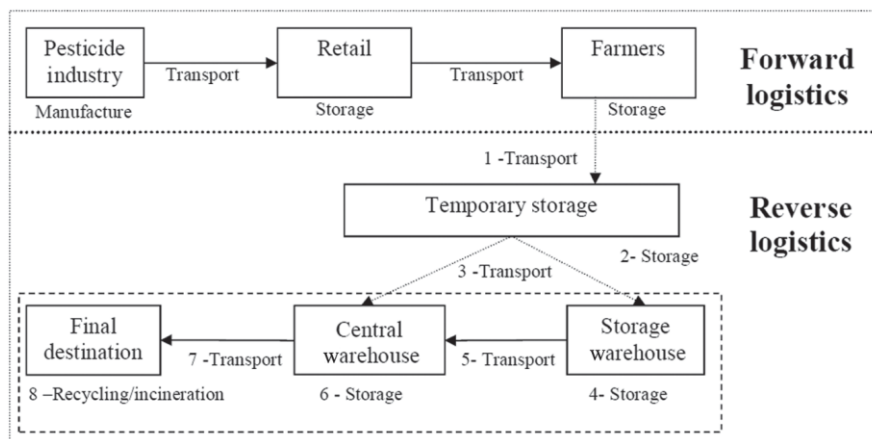 Pesticide
industry
Transport
Retail
Transport
Farmers
Manufacture
Storage
Storage
Forward
logistics
1 -Transport
Temporary storage
2- Storage
3 -Transport
Reverse
logistics
Final
destination
7 -Transport
Central
warehouse
5- Transport
Storage
warehouse
8 –Recycling/incineration
6 - Storage
4- Storage